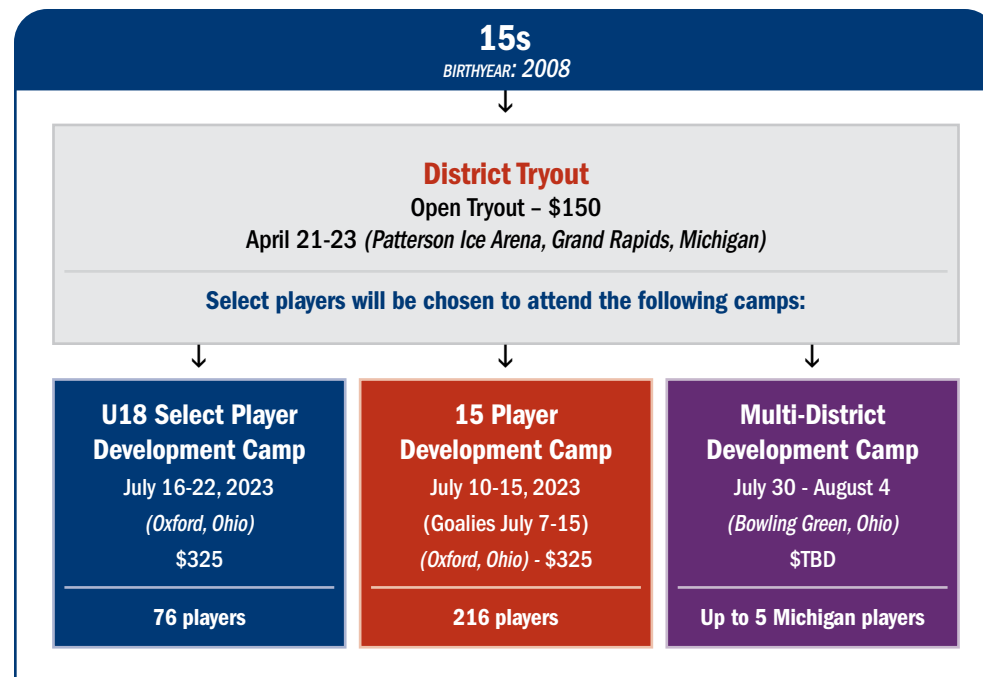 15s
BIRTHYEAR: 2008
District Tryout
Open Tryout – $150
April 21-23 (Patterson Ice Arena, Grand Rapids, Michigan)
Select players will be chosen to attend the following camps:
U18 Select Player
Development Camp
July 16-22, 2023
(Oxford, Ohio)
$325
76 players
15 Player
Development Camp
July 10-15, 2023
(Goalies July 7-15)
(Oxford, Ohio) - $325
216 players
Multi-District
Development Camp
July 30 - August 4
(Bowling Green, Ohio)
$TBD
Up to 5 Michigan players